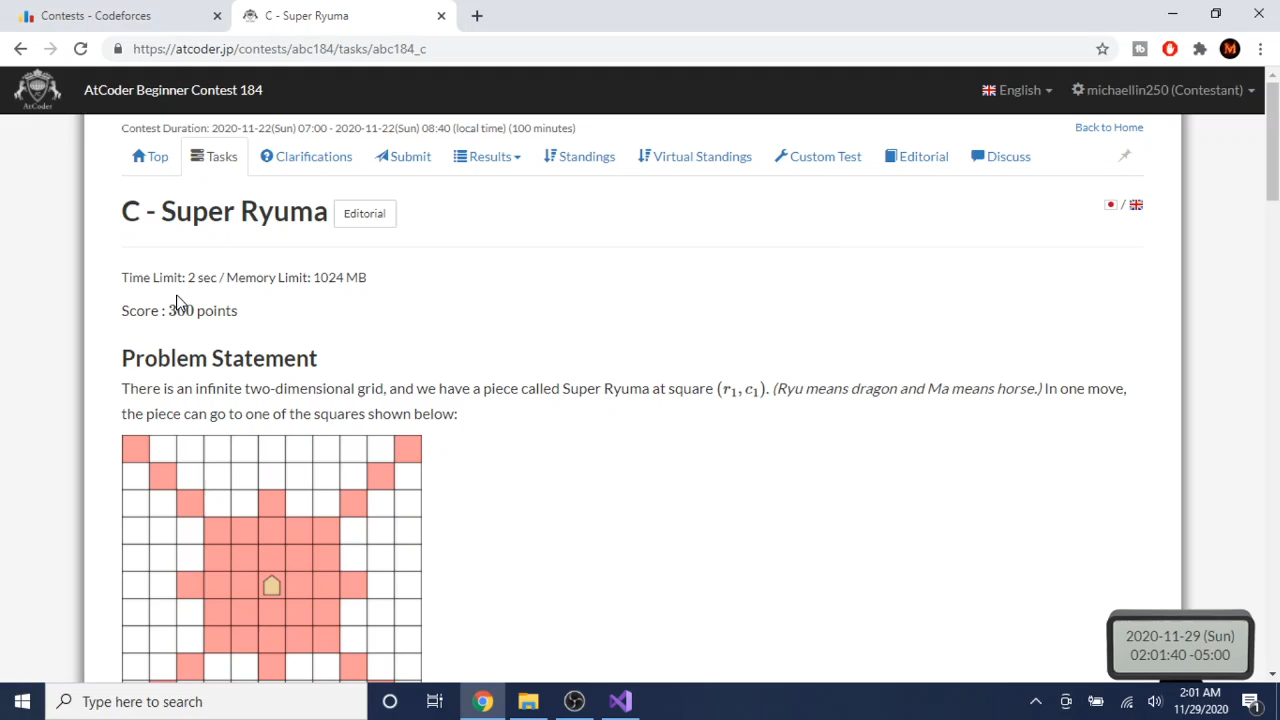 Contests - Codeforces
C - Super Ryuma
https://atcoder.jp/contests/abc184/tasks/abc184_c
AtCoder Beginner Contest 184
English
michaellin250 (Contestant)
Contest Duration: 2020-11-22(Sun) 07:00 - 2020-11-22(Sun) 08:40 (local time) (100 minutes)
Back to Home
Top
Tasks
Clarifications
Submit
Results
Standings
Virtual Standings
Custom Test
Editorial
Discuss
C - Super Ryuma
Editorial
/
Time Limit: 2 sec / Memory Limit: 1024 MB
Score : 300 points
Problem Statement
There is an infinite two-dimensional grid, and we have a piece called Super Ryuma at square (r₁, c₁). (Ryu means dragon and Ma means horse.) In one move,
the piece can go to one of the squares shown below:
2020-11-29 (Sun)
02:01:40 -05:00
Type here to search
2:01 AM
11/29/2020